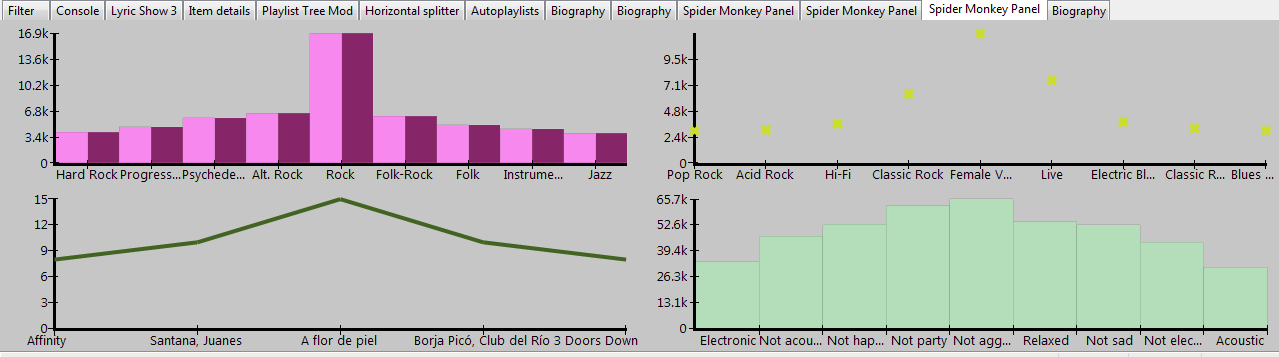 Filter Console Lyric Show 3 Item details Playlist Tree Mod Horizontal splitter Autoplaylists Biography Biography Spider Monkey Panel Spider Monkey Panel Spider Monkey Panel Biography
16.9k
13.6k
10.2k
6.8k
3.4k
0
Hard Rock Progress... Psychede... Alt. Rock Rock Folk-Rock Folk Instrume... Jazz
9.5k
7.1k
4.8k
2.4k
0
Pop Rock Acid Rock Hi-Fi Classic Rock Female V... Live Electric Bl... Classic R... Blues ...
15
12
9
6
3
0
Affinity Santana, Juanes A flor de piel Borja Picó, Club del Río 3 Doors Down
65.7k
52.6k
39.4k
26.3k
13.1k
0
Electronic Not acou... Not hap... Not party Not agg... Relaxed Not sad Not elec... Acoustic